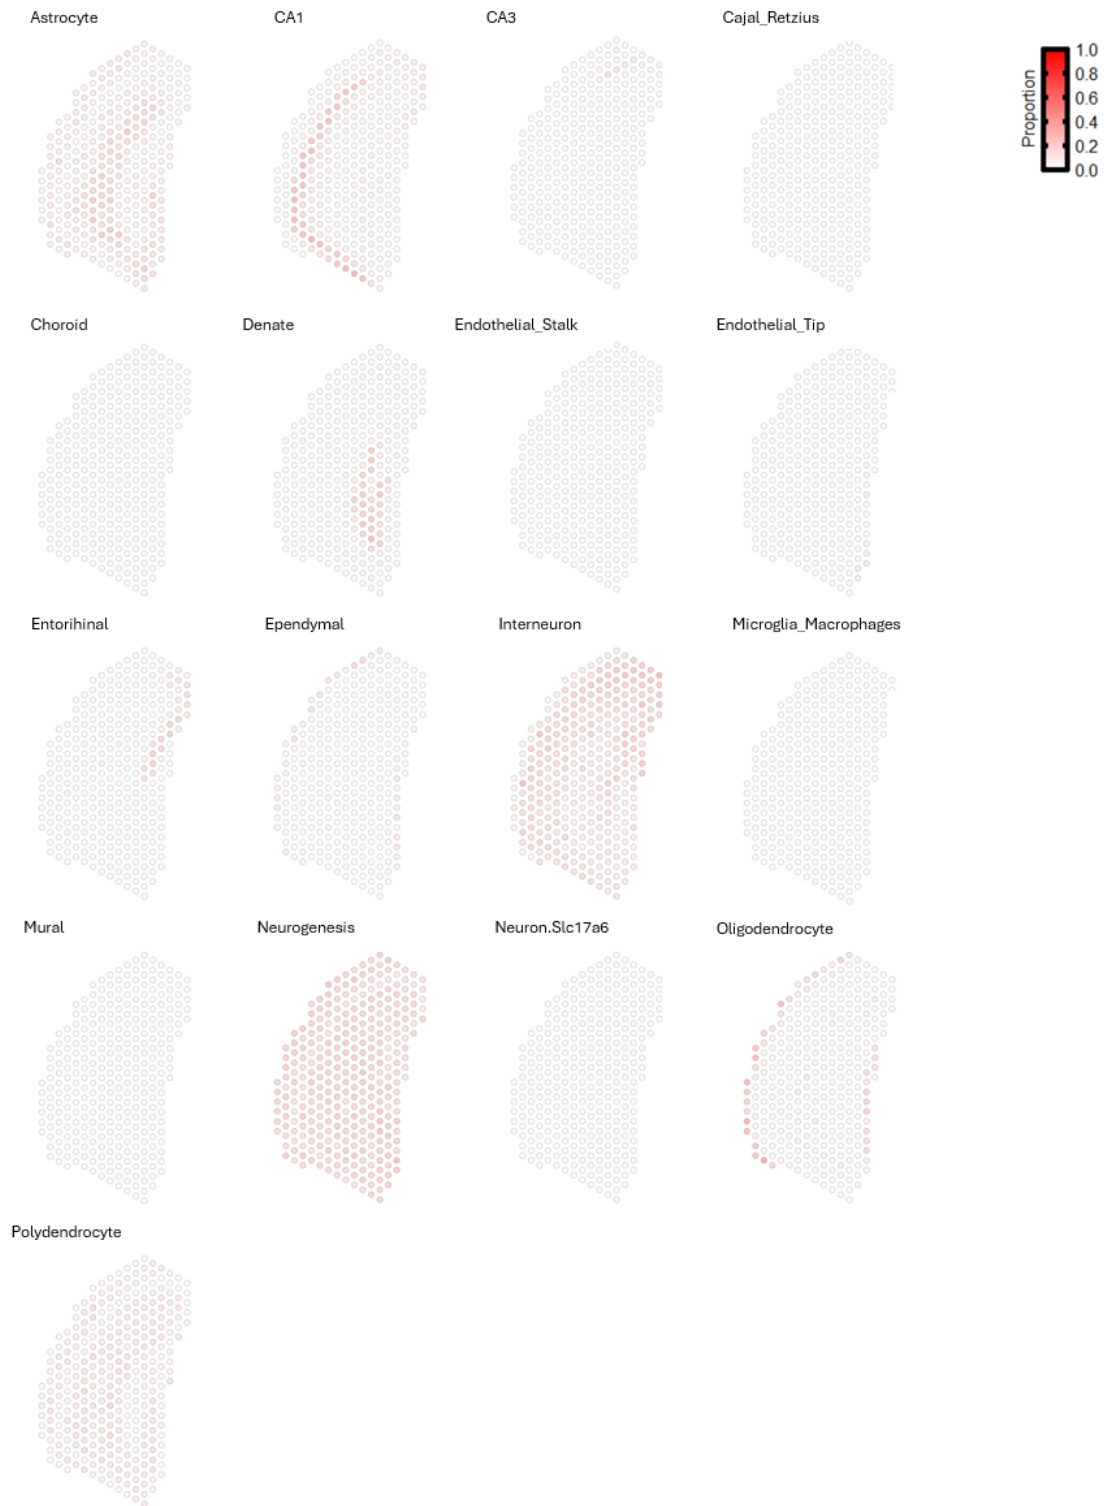 Astrocyte
CA1
CA3
Cajal_Retzius
Proportion
1.0
0.8
0.6
0.4
0.2
0.0
Choroid
Denate
Endothelial_Stalk
Endothelial_Tip
Entorihinal
Ependymal
Interneuron
Microglia_Macrophages
Mural
Neurogenesis
Neuron.Slc17a6
Oligodendrocyte
Polydendrocyte